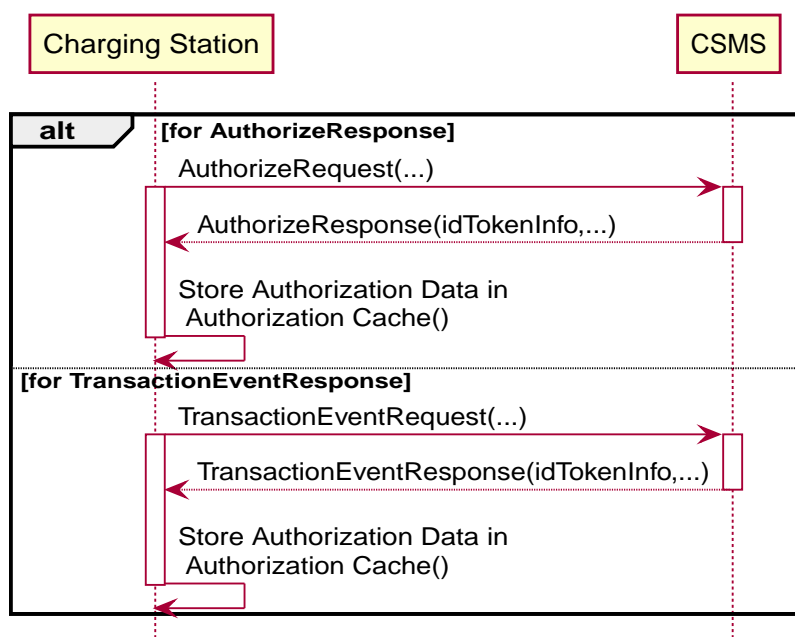 Charging Station
CSMS
alt
[for AuthorizeResponse]
AuthorizeRequest(...)
AuthorizeResponse(idTokenInfo,...)
Store Authorization Data in
Authorization Cache()
[for TransactionEventResponse]
TransactionEventRequest(...)
TransactionEventResponse(idTokenInfo,...)
Store Authorization Data in
Authorization Cache()